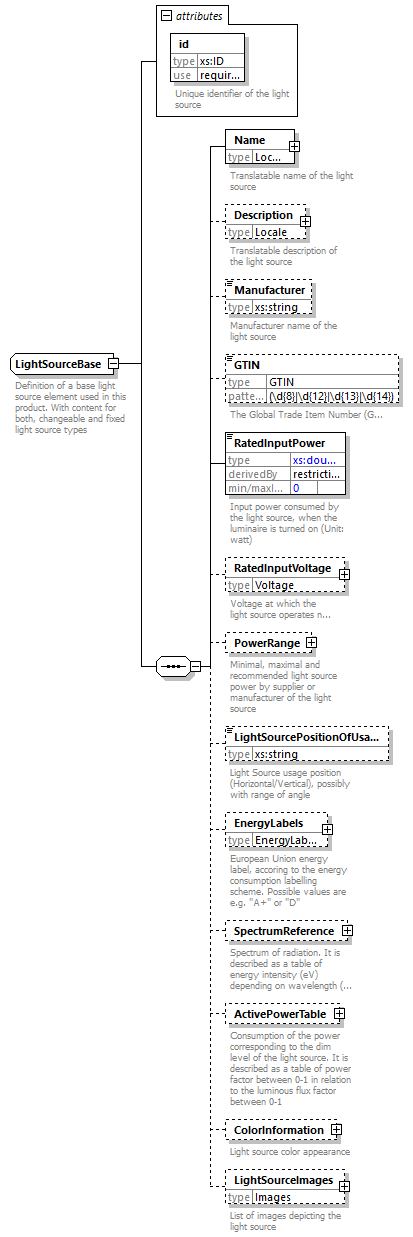 attributes
id
type xs:ID
use requir...
Unique identifier of the light
source
Name
type Loc...
Translatable name of the light
source
Description
type Locale
Translatable description of
the light source
Manufacturer
type xs:string
Manufacturer name of the
light source
LightSourceBase
Definition of a base light
source element used in this
product. With content for
both, changeable and fixed
light source types
GTIN
type GTIN
patte... (\d{8}|\d{12}|\d{13}|\d{14})
The Global Trade Item Number (G...
RatedInputPower
type xs:dou...
derivedBy restricti...
min/maxI... 0
Input power consumed by
the light source, when the
luminaire is turned on (Unit:
watt)
RatedInputVoltage
type Voltage
Voltage at which the
light source operates n...
PowerRange
Minimal, maximal and
recommended light source
power by supplier or
manufacturer of the light
source
LightSourcePositionOfUsa...
type xs:string
Light Source usage position
(Horizontal/Vertical), possibly
with range of angle
EnergyLabels
type EnergyLab...
European Union energy
label, accoring to the energy
consumption labelling
scheme. Possible values are
e.g. "A+" or "D"
SpectrumReference
Spectrum of radiation. It is
described as a table of
energy intensity (eV)
depending on wavelength (...
ActivePowerTable
Consumption of the power
corresponding to the dim
level of the light source. It is
described as a table of power
factor between 0-1 in relation
to the luminous flux factor
between 0-1
ColorInformation
Light source color appearance
LightSourceImages
type Images
List of images depicting the
light source